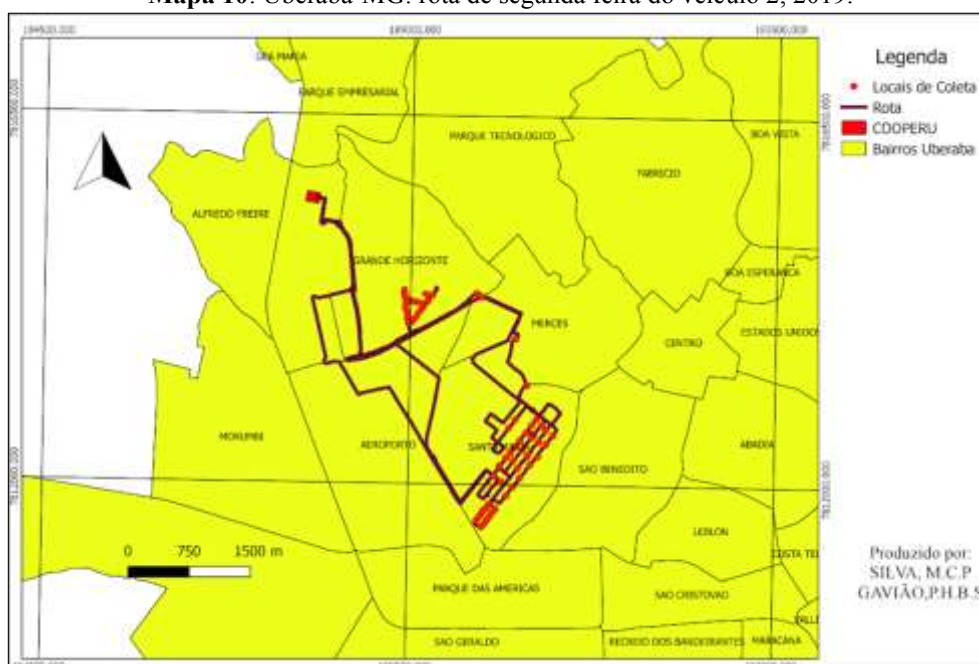 Mapa 10: Uberaba-MG: rota de segunda-feira do veículo 2, 2019.
Legenda
Locais de Coleta
Rota
COOPERU
Bairros Uberaba
PARQUE EMPRESARIAL
PARQUE TECNOLOGICO
BOA VISTA
FABRICIO
ALFREDO FREIRE
GRANDE HORIZONTE
BOA ESPERANCA
MERCES
ESTADOS UNIDOS
CENTRO
MORUMBI
AEROPORTO
ABADIA
SAO BENEDITO
LEBLON
0 750 1500 m
PARQUE DAS AMERICAS
SAO CRISTOVAO
SAO GERALDO
RECREIO DOS BANDEIRANTES
MARACANA
Produzido por:
SILVA, M.C.P
GAVIÃO,P.H.B.S